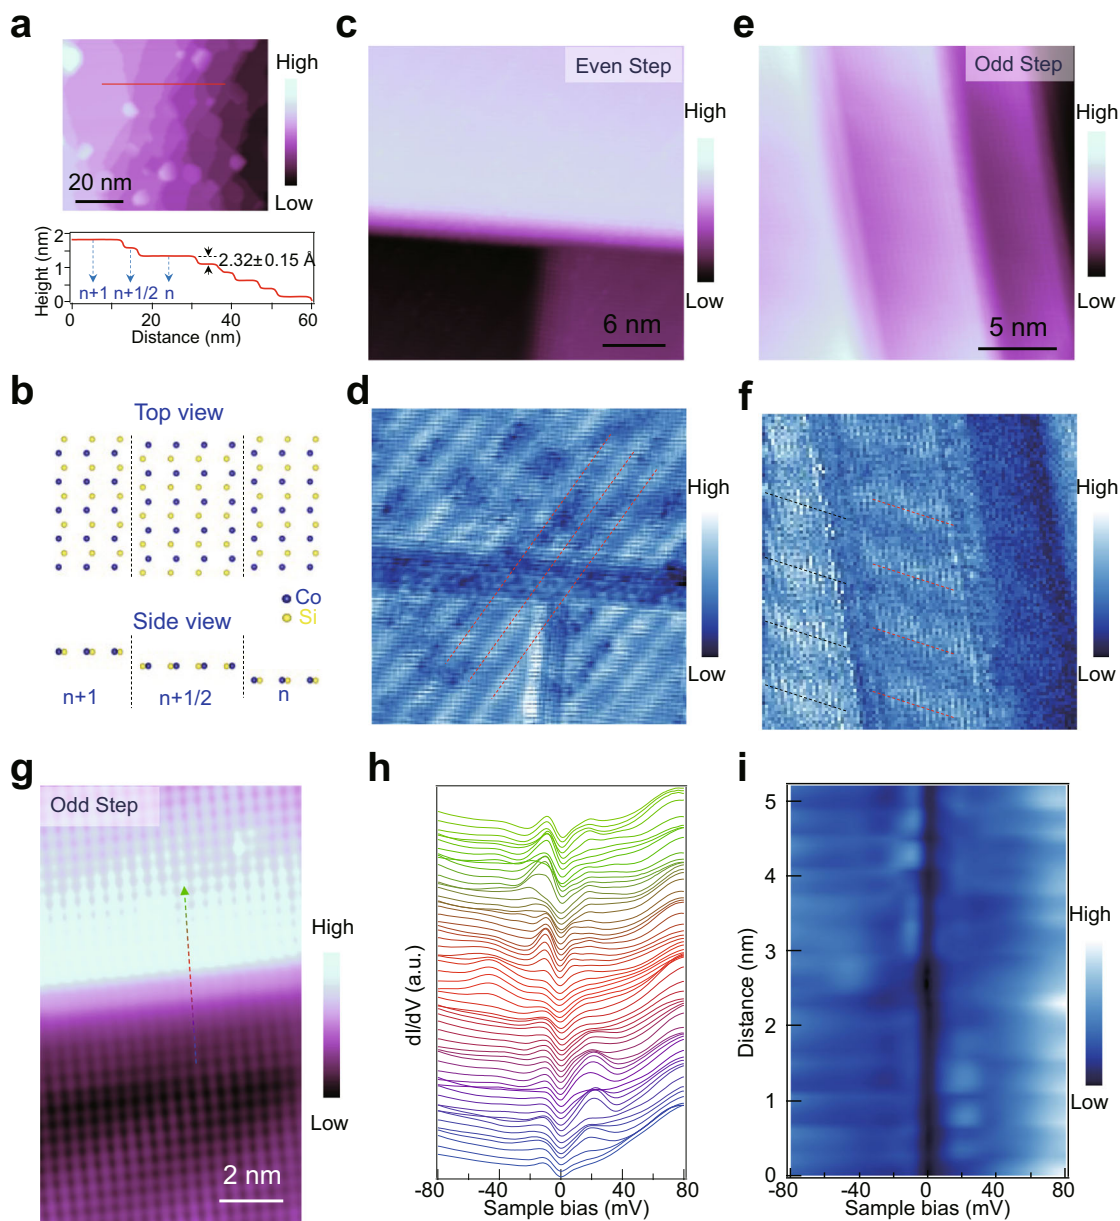 a
High
20 nm
Low
Height (nm)
2
1
0
2.32±0.15 Å
n+1 n+1/2 n
0 20 40 60
Distance (nm)
b
Top view
Co
Si
Side view
n+1 n+1/2 n
c
Even Step
High
6 nm
Low
d
High
Low
e
Odd Step
High
5 nm
Low
f
High
Low
g
Odd Step
High
Low
2 nm
h
dI/dV (a.u.)
-80 -40 0 40 80
Sample bias (mV)
i
Distance (nm)
5
4
3
2
1
0
High
Low
-80 -40 0 40 80
Sample bias (mV)